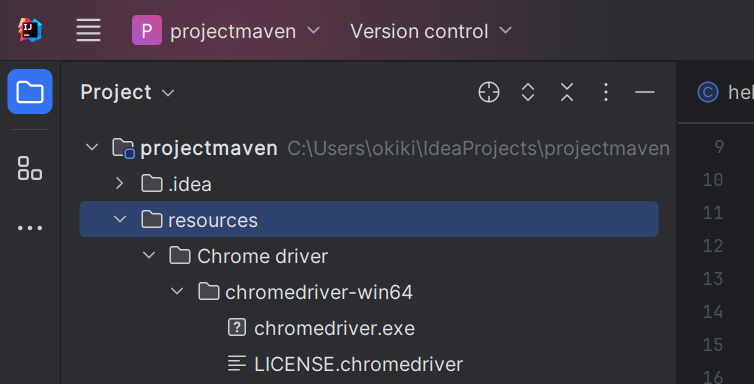 IJ
P projectmaven Version control
Project
C hel
projectmaven C:\Users\okiki\IdeaProjects\projectmaven
9
.idea
10
resources
11
Chrome driver
12
chromedriver-win64
13
? chromedriver.exe
14
LICENSE.chromedriver
15
16